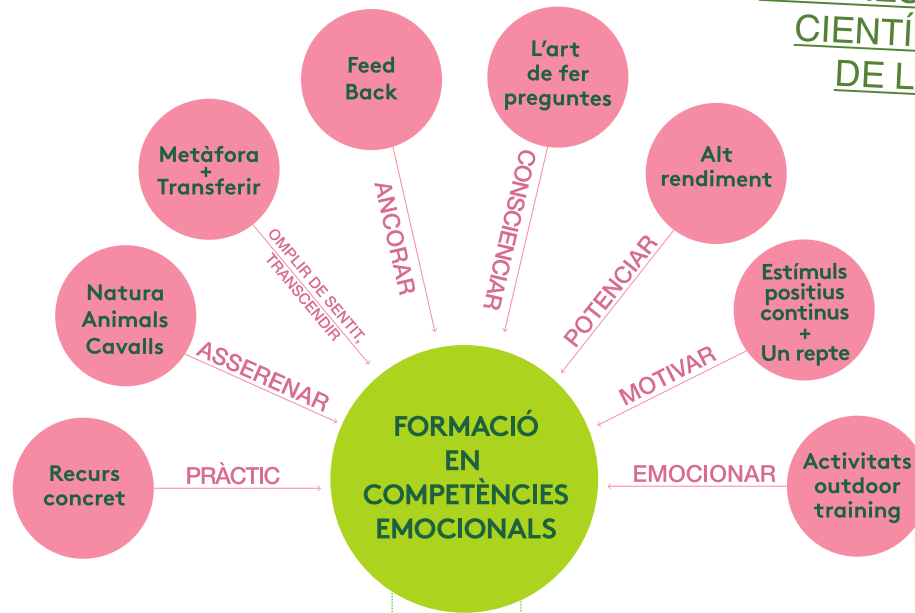 CIENTÍ
DE L
Feed
Back
L'art
de fer
preguntes
Metàfora
+
Transferir
Alt
rendiment
ANCORAR
CONSCIENCIAR
OMPLIR DE SENTIT,
TRANSCENDIR
POTENCIAR
Natura
Animals
Cavalls
Estímuls
positius
continus
+
Un repte
ASSERENAR
MOTIVAR
FORMACIÓ
EN
COMPETÈNCIES
EMOCIONALS
Recurs
concret
PRÀCTIC
EMOCIONAR
Activitats
outdoor
training